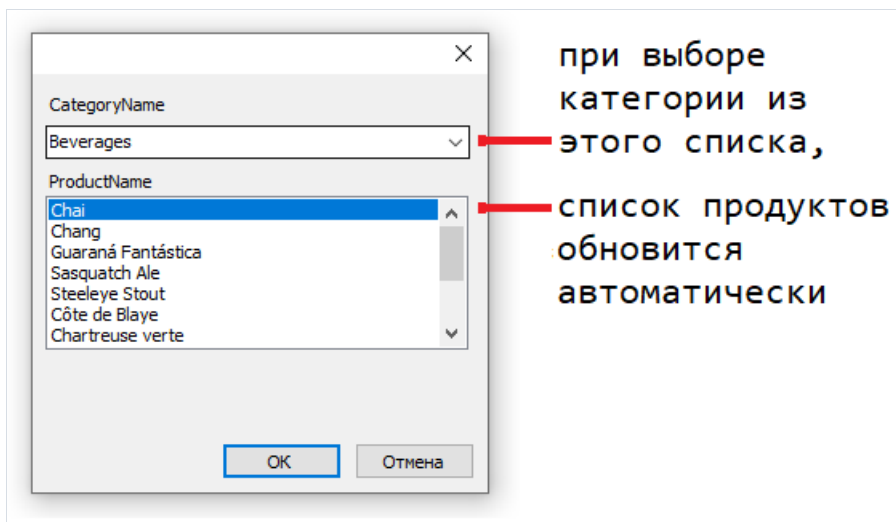 CategoryName
Beverages
ProductName
Chai
Chang
Guaraná Fantástica
Sasquatch Ale
Steeleye Stout
Côte de Blaye
Chartreuse verte
OK
Отмена
при выборе
категории из
этого списка,
список продуктов
обновится
автоматически